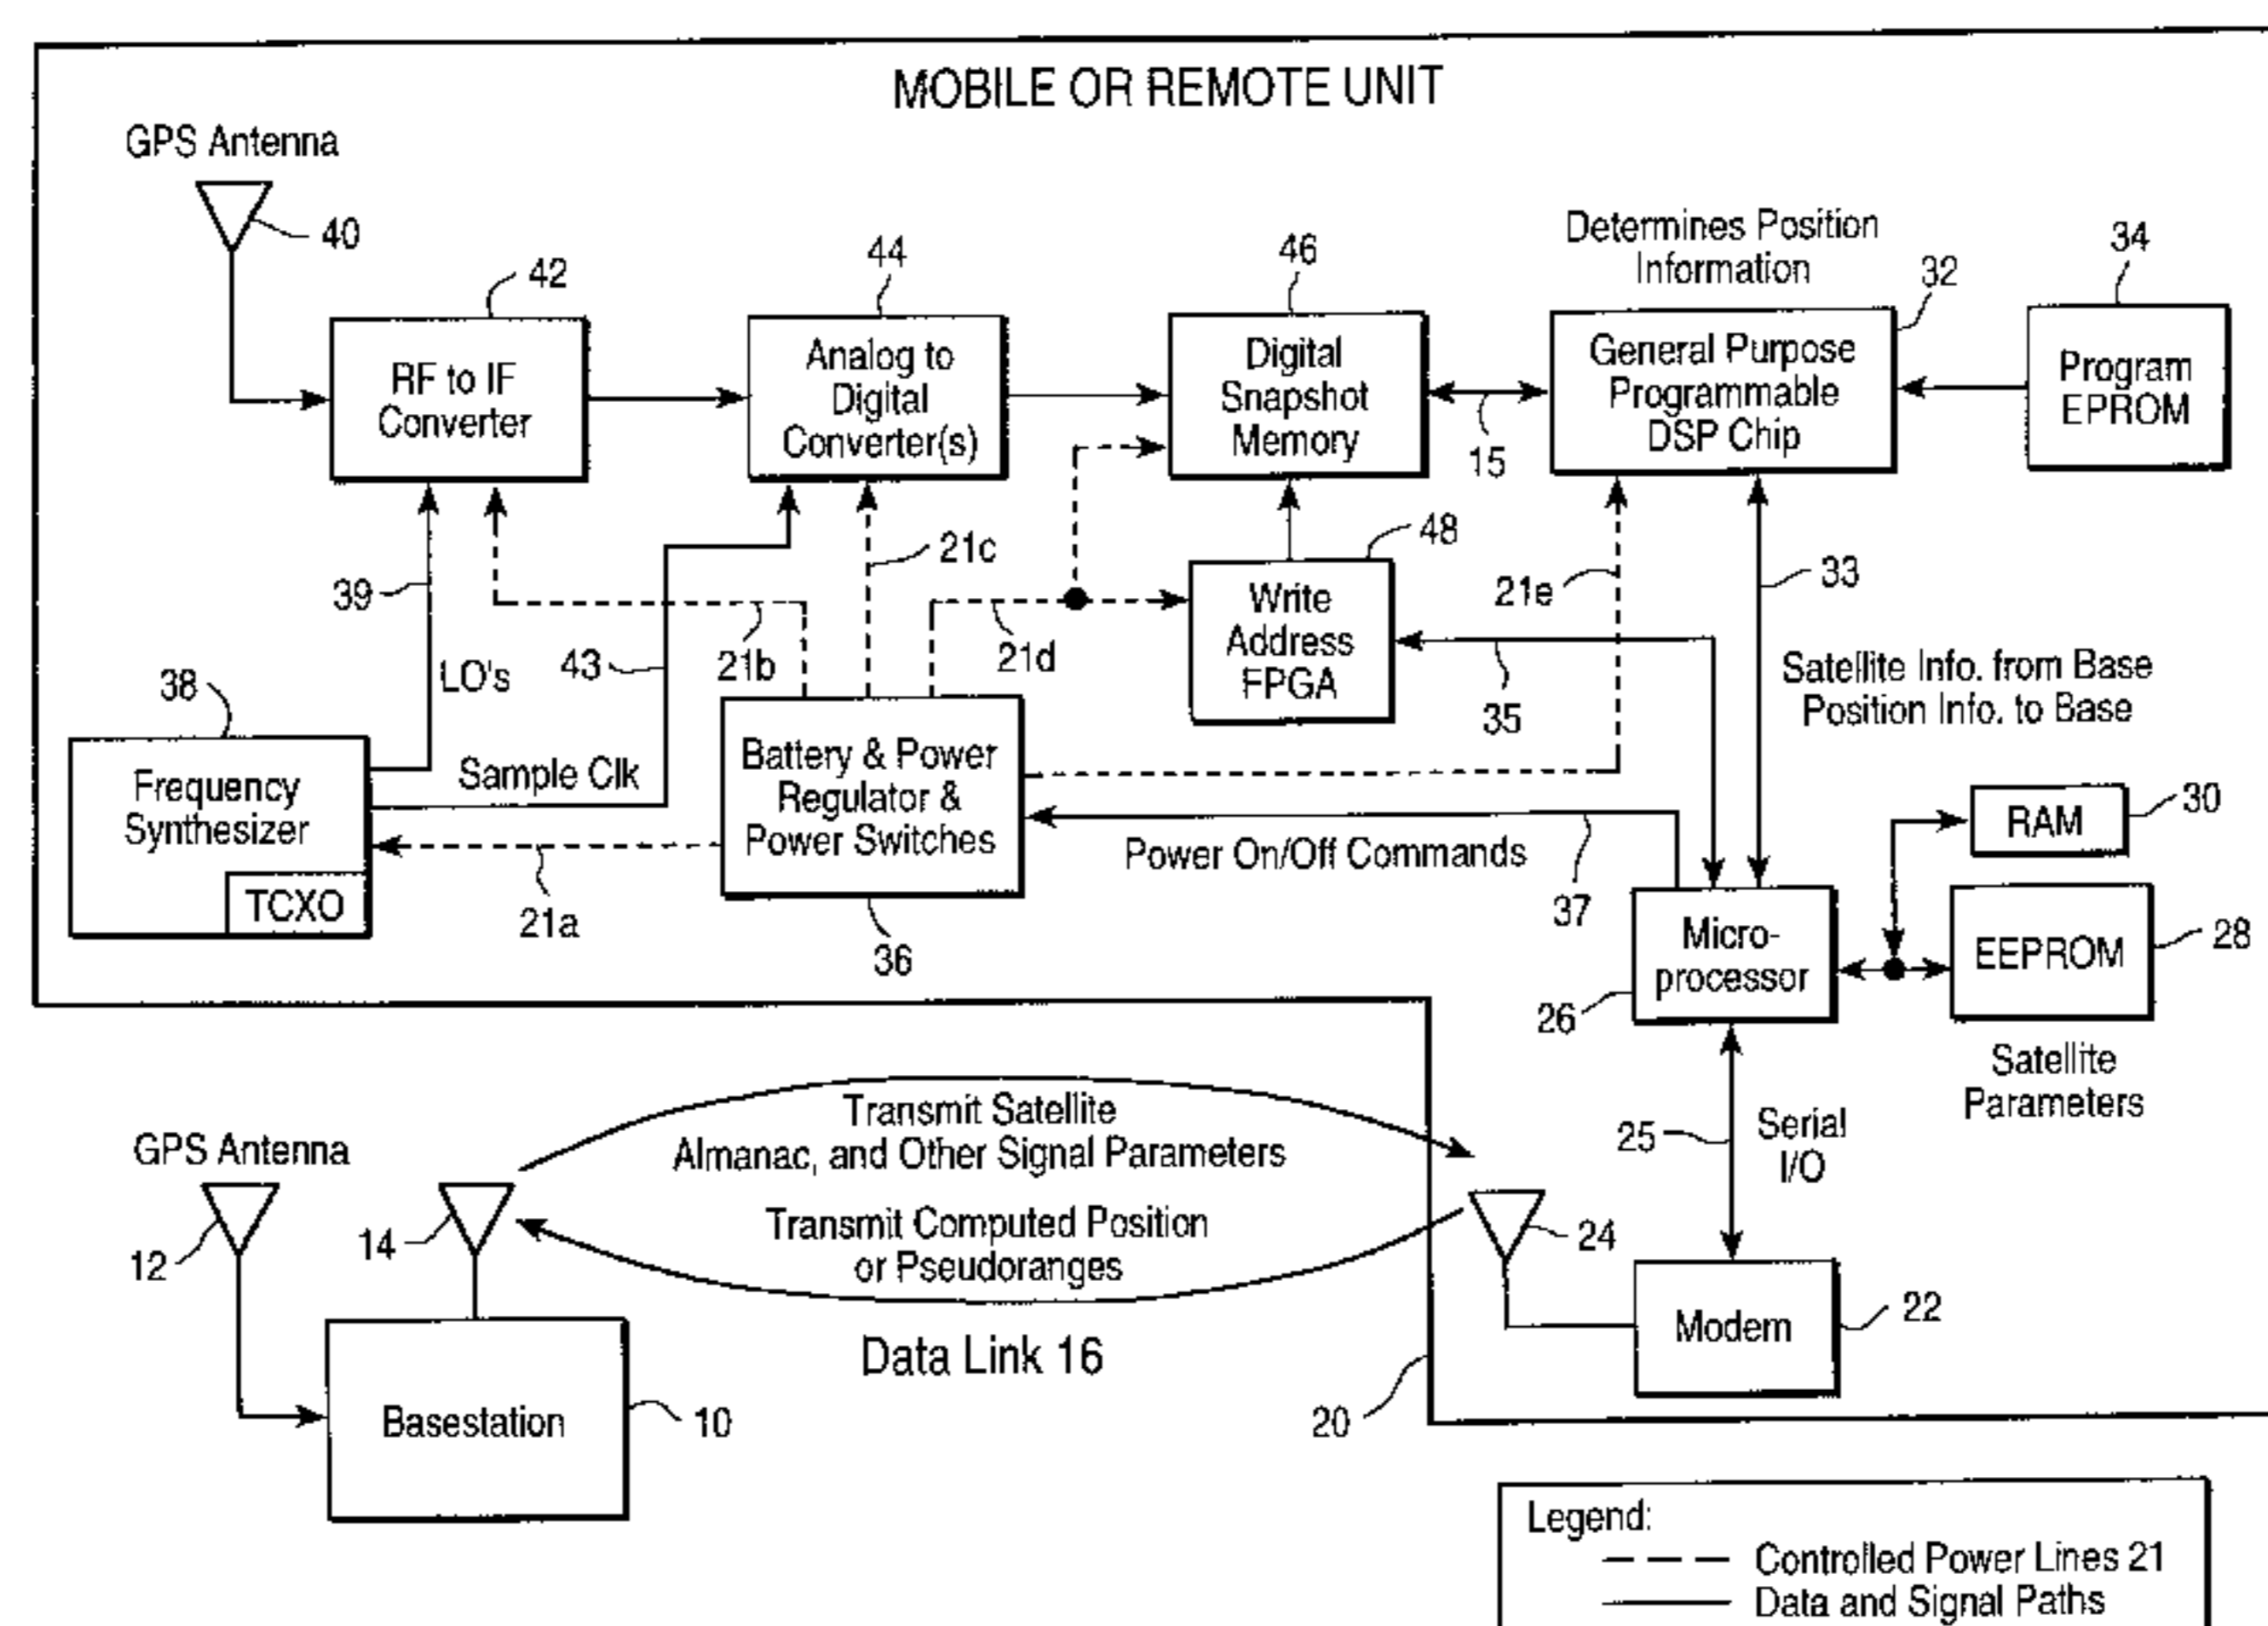 MOBILE OR REMOTE UNIT
GPS Antenna
40
42
44
46
Determines Position
Information
32
34
RF to IF
Converter
Analog to
Digital
Converter(s)
Digital
Snapshot
Memory
15
General Purpose
Programmable
DSP Chip
Program
EPROM
39
LO's
43
21b
21c
21d
48
Write
Address
FPGA
21e
33
35
Satellite Info. from Base
Position Info. to Base
38
Frequency
Synthesizer
TCXO
Sample Clk
21a
Battery & Power
Regulator &
Power Switches
36
Power On/Off Commands
37
RAM
30
Micro-
processor
26
EEPROM
28
Satellite
Parameters
25
Serial
I/O
GPS Antenna
12
14
Transmit Satellite
Almanac, and Other Signal Parameters
Transmit Computed Position
or Pseudoranges
Data Link 16
24
Modem
22
20
Basestation
10
Legend:
Controlled Power Lines 21
Data and Signal Paths